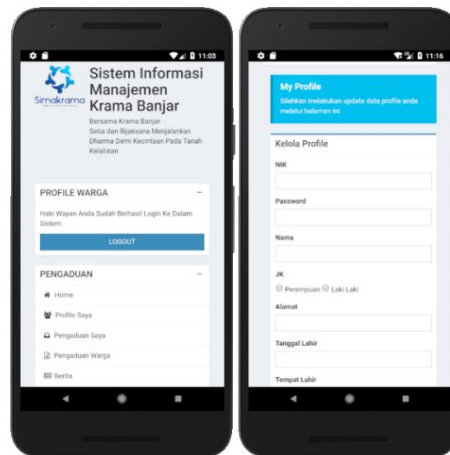 11:03
Simakrama
Sistem Informasi
Manajemen
Krama Banjar
Bersama Krama Banjar
Setia dan Bijaksana Menjalankan
Dharma Demi Kecintaan Pada Tanah
Kelahiran
PROFILE WARGA
Halo Wayan Anda Sudah Berhasil Login Ke Dalam
Sistem.
LOGOUT
PENGADUAN
Home
Profile Saya
Pengaduan Saya
Pengaduan Warga
Berita
11:16
My Profile
Silahkan melakukan update data profile anda
melalui halaman ini.
Kelola Profile
NIK
Password
Nama
JK
Perempuan Laki Laki
Alamat
Tanggal Lahir
Tempat Lahir